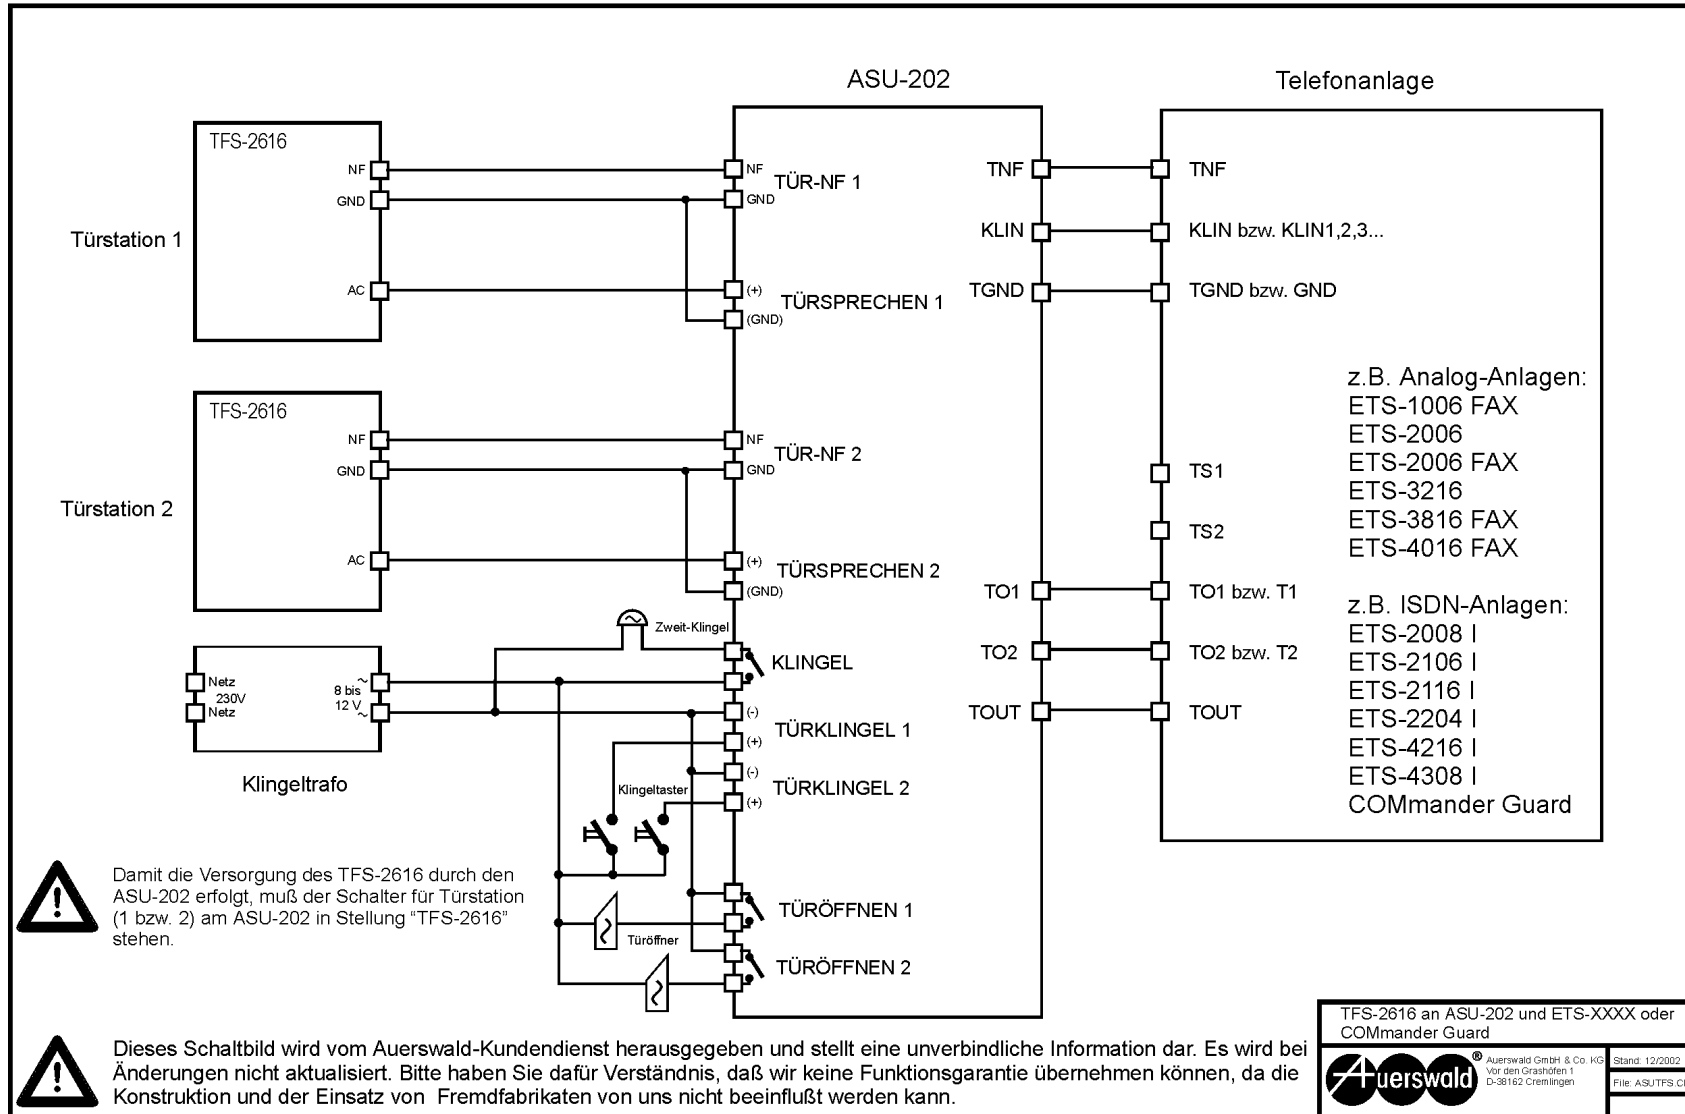 ASU-202
Telefonanlage
TFS-2616
NF
GND
AC
Türstation 1
NF
TÜR-NF 1
GND
(+)
TÜRSPRECHEN 1
(GND)
TNF
KLIN
TGND
TNF
KLIN bzw. KLIN1,2,3...
TGND bzw. GND
TFS-2616
NF
GND
AC
Türstation 2
NF
TÜR-NF 2
GND
(+)
TÜRSPRECHEN 2
(GND)
TS1
TS2
TO1
TO2
TOUT
TO1 bzw. T1
TO2 bzw. T2
TOUT
z.B. Analog-Anlagen:
ETS-1006 FAX
ETS-2006
ETS-2006 FAX
ETS-3216
ETS-3816 FAX
ETS-4016 FAX
z.B. ISDN-Anlagen:
ETS-2008 I
ETS-2106 I
ETS-2116 I
ETS-2204 I
ETS-4216 I
ETS-4308 I
COMmander Guard
Zweit-Klingel
KLINGEL
Netz
230V
Netz
8 bis ~
12 V ~
Klingeltrafo
(-)
TÜRKLINGEL 1
(+)
(-)
TÜRKLINGEL 2
(+)
Klingeltaster
TÜRÖFFNEN 1
Türöffner
TÜRÖFFNEN 2
Damit die Versorgung des TFS-2616 durch den
ASU-202 erfolgt, muß der Schalter für Türstation
(1 bzw. 2) am ASU-202 in Stellung “TFS-2616”
stehen.
Dieses Schaltbild wird vom Auerswald-Kundendienst herausgegeben und stellt eine unverbindliche Information dar. Es wird bei
Änderungen nicht aktualisiert. Bitte haben Sie dafür Verständnis, daß wir keine Funktionsgarantie übernehmen können, da die
Konstruktion und der Einsatz von Fremdfabrikaten von uns nicht beeinflußt werden kann.
TFS-2616 an ASU-202 und ETS-XXXX oder
COMmander Guard
Auerswald ®
Auerswald GmbH & Co. KG
Vor den Grashöfen 1
D-38162 Cremlingen
Stand: 12/2002
File: ASUTFS.C